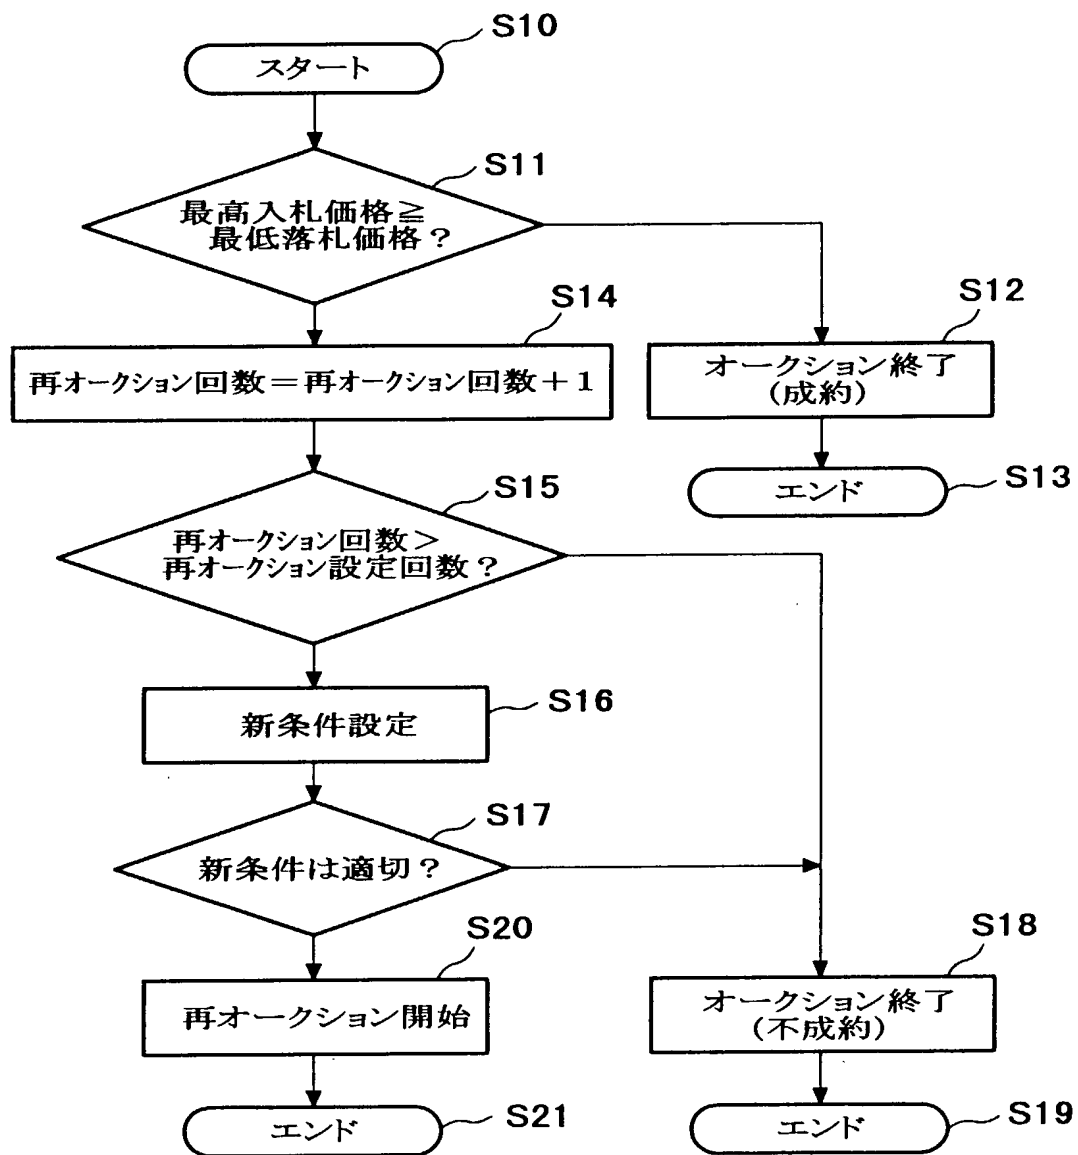 S10
スタート
S11
最高入札価格≧
最低落札価格?
S14
再オークション回数=再オークション回数+1
S12
オークション終了
(成約)
S13
エンド
S15
再オークション回数>
再オークション設定回数?
S16
新条件設定
S17
新条件は適切?
S20
再オークション開始
S18
オークション終了
(不成約)
S21
エンド
S19
エンド